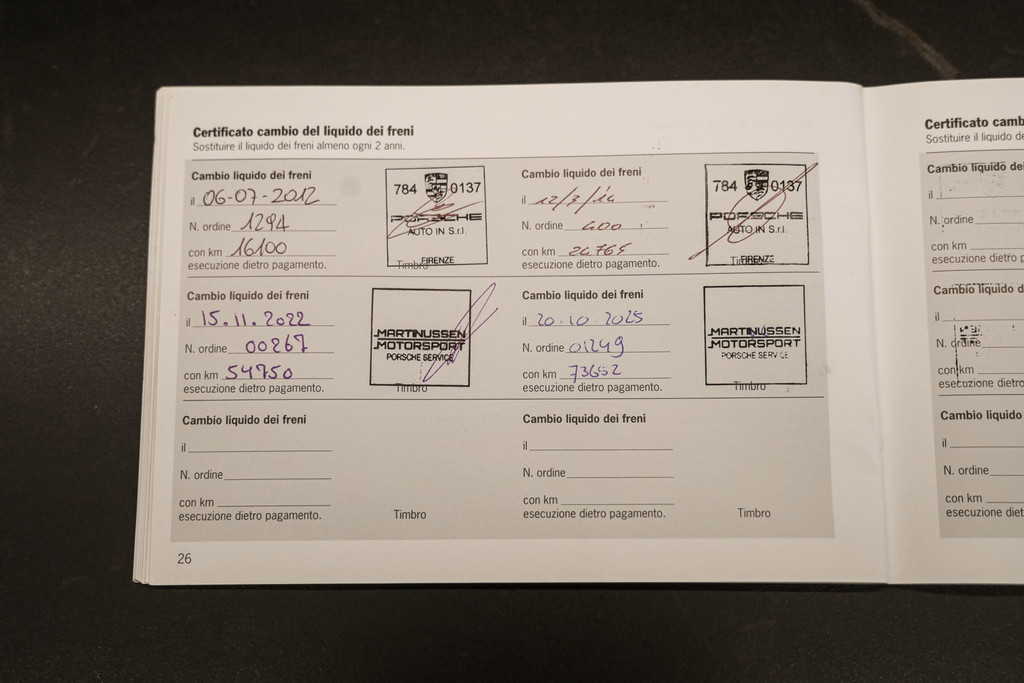 Certificato cambio del liquido dei freni
Sostituire il liquido dei freni almeno ogni 2 anni.
Cambio liquido dei freni
il 06-07-2012
N. ordine 1294
con km 16100
esecuzione dietro pagamento.
784 0137
PORSCHE
AUTO IN S.r.l.
FIRENZE
Timbro
Cambio liquido dei freni
il 12/3/14
N. ordine 400
con km 26765
esecuzione dietro pagamento.
784 0137
PORSCHE
AUTO IN S.r.l.
FIRENZE
Cambio liquido dei freni
il 15.11.2022
N. ordine 00267
con km 54750
esecuzione dietro pagamento.
MARTINUSSEN
MOTORSPORT
PORSCHE SERVICE
Timbro
Cambio liquido dei freni
il 20.10.2025
N. ordine 01249
con km 73652
esecuzione dietro pagamento.
MARTINUSSEN
MOTORSPORT
PORSCHE SERVICE
Timbro
Cambio liquido dei freni
il
N. ordine
con km
esecuzione dietro pagamento.
Timbro
Cambio liquido dei freni
il
N. ordine
con km
esecuzione dietro pagamento.
Timbro
26
Certificato camb
Sostituire il liquido de
Cambio liquido de
il
N. ordine
con km
esecuzione dietro p
Cambio liquido d
il
N. ordine
con km
esecuzione dietro
Cambio liquido
il
N. ordine
con km
esecuzione diet